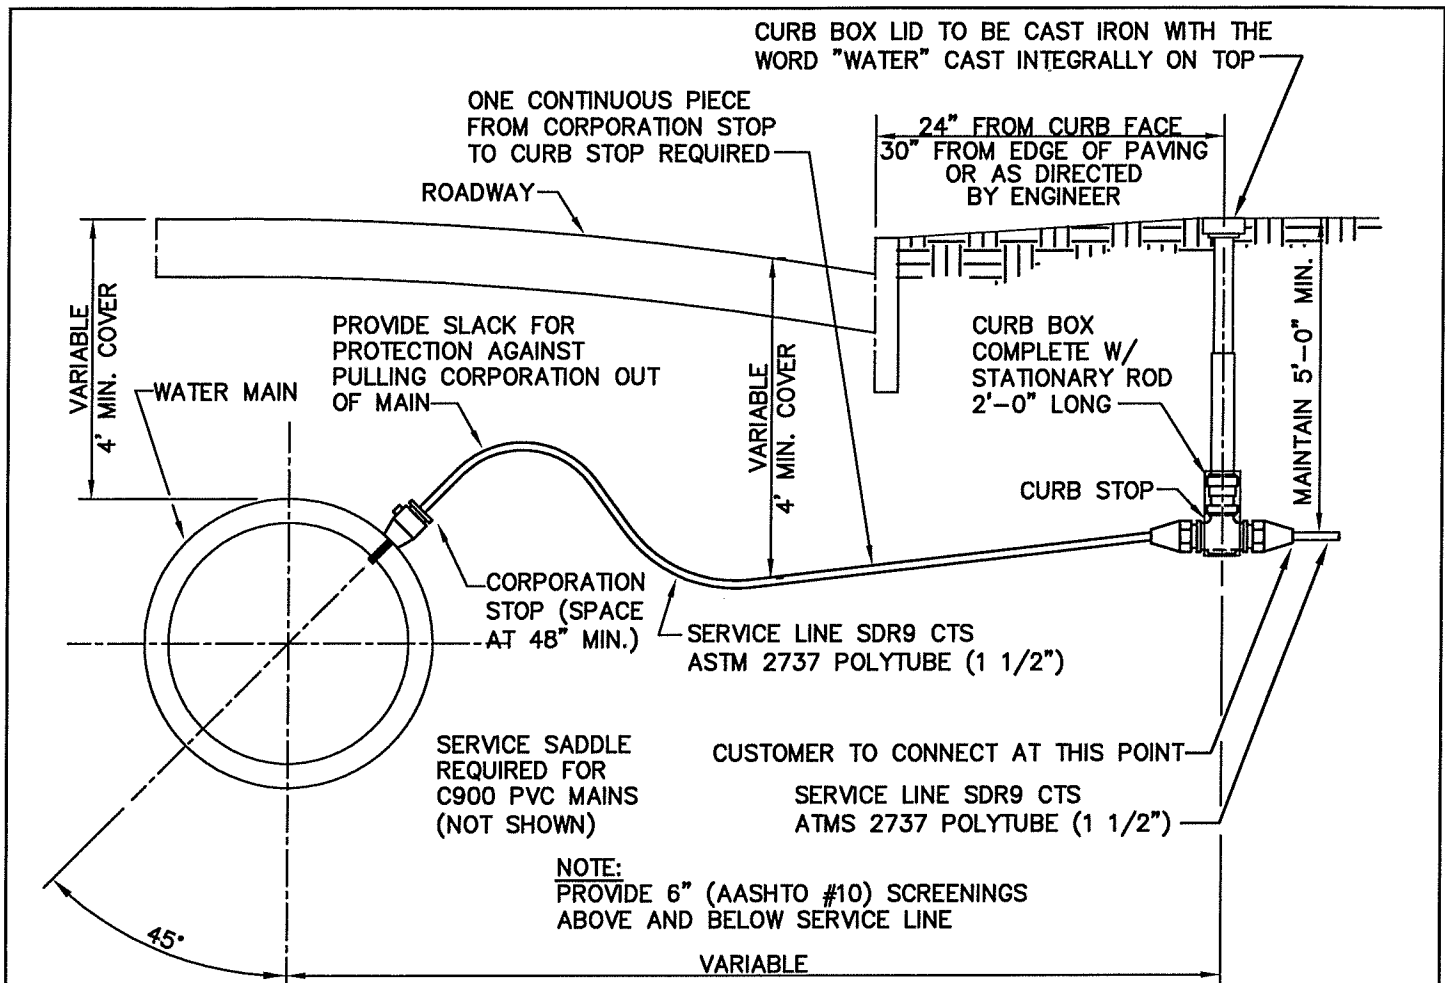 CURB BOX LID TO BE CAST IRON WITH THE
WORD "WATER" CAST INTEGRALLY ON TOP
ONE CONTINUOUS PIECE
FROM CORPORATION STOP
TO CURB STOP REQUIRED
24" FROM CURB FACE
30" FROM EDGE OF PAVING
OR AS DIRECTED
BY ENGINEER
ROADWAY
VARIABLE
4' MIN. COVER
PROVIDE SLACK FOR
PROTECTION AGAINST
PULLING CORPORATION OUT
OF MAIN
WATER MAIN
VARIABLE
4' MIN. COVER
CURB BOX
COMPLETE W/
STATIONARY ROD
2'-0" LONG
MAINTAIN 5'-0" MIN.
CURB STOP
CORPORATION
STOP (SPACE
AT 48" MIN.)
SERVICE LINE SDR9 CTS
ASTM 2737 POLYTUBE (1 1/2")
SERVICE SADDLE
REQUIRED FOR
C900 PVC MAINS
(NOT SHOWN)
CUSTOMER TO CONNECT AT THIS POINT
SERVICE LINE SDR9 CTS
ATMS 2737 POLYTUBE (1 1/2")
NOTE:
PROVIDE 6" (AASHTO #10) SCREENINGS
ABOVE AND BELOW SERVICE LINE
45°
VARIABLE